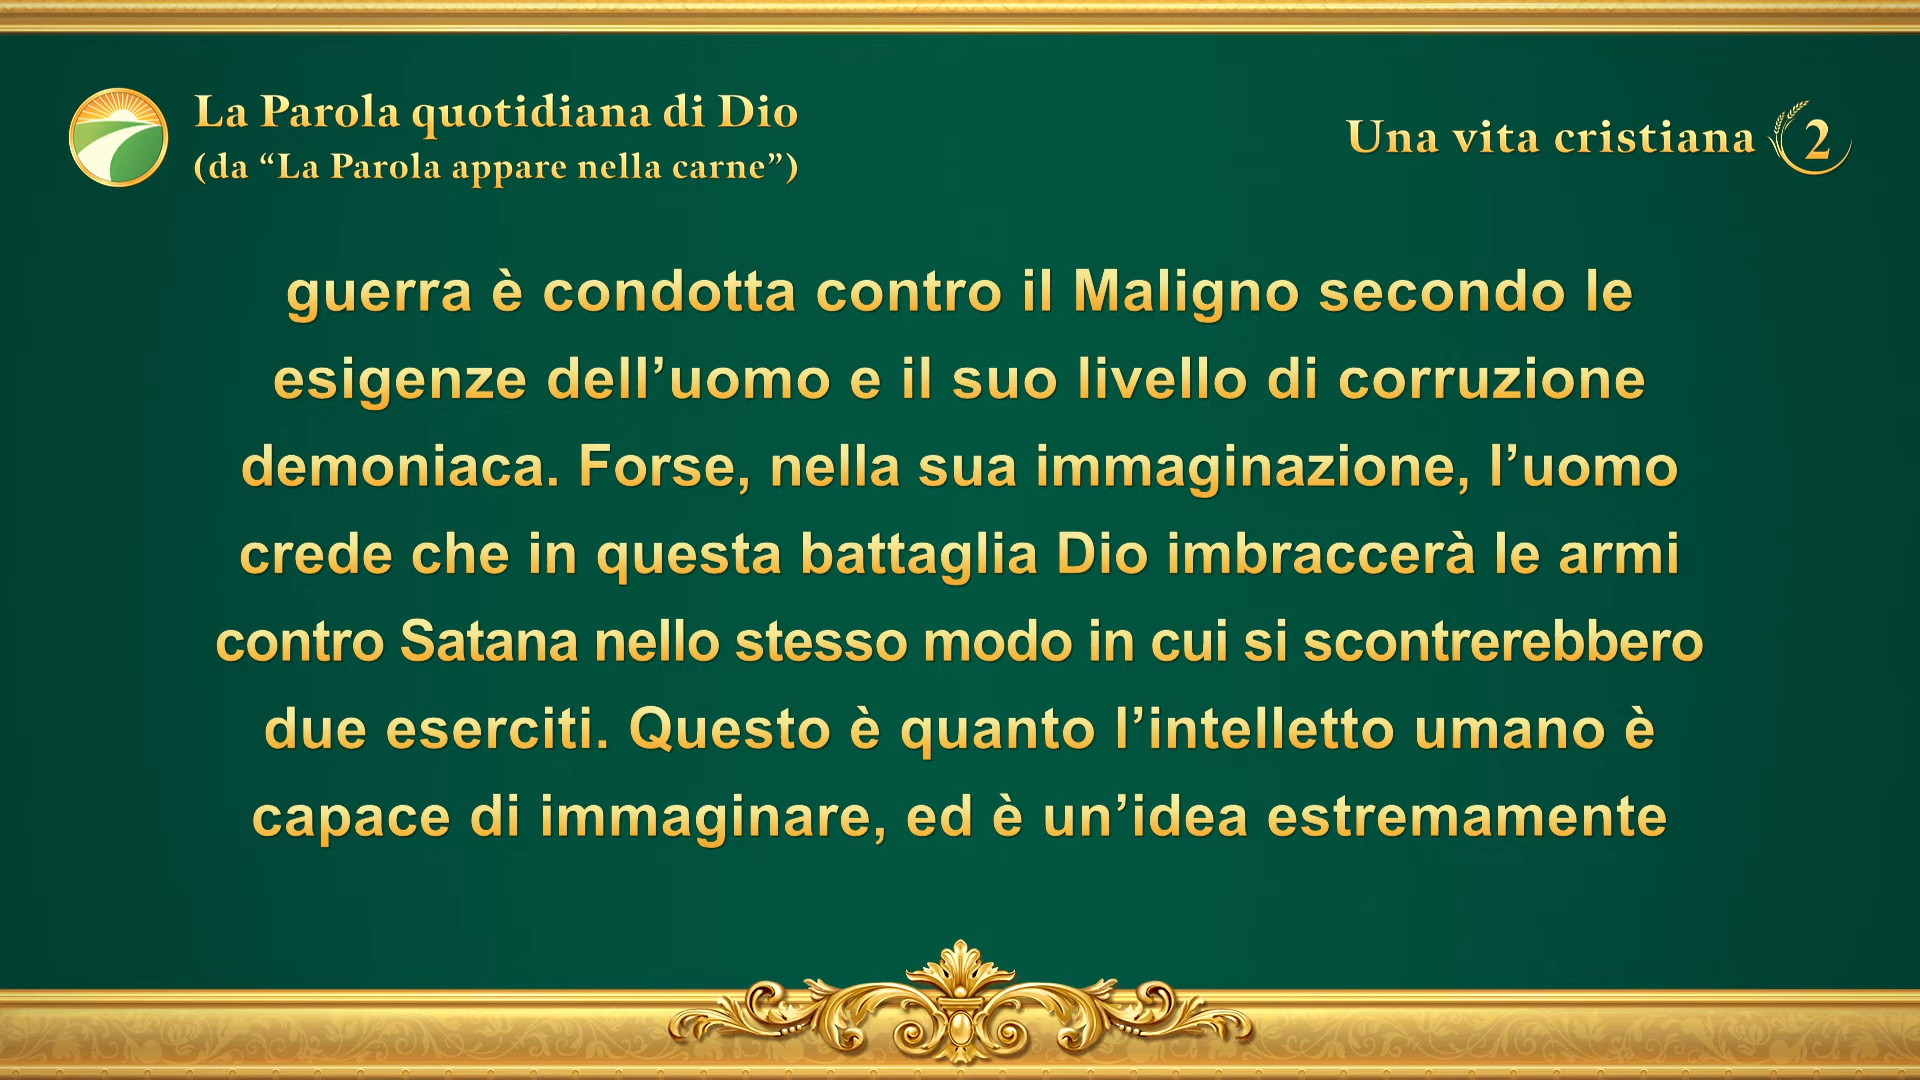 La Parola quotidiana di Dio
(da “La Parola appare nella carne”)
Una vita cristiana 2
guerra è condotta contro il Maligno secondo le
esigenze dell’uomo e il suo livello di corruzione
demoniaca. Forse, nella sua immaginazione, l’uomo
crede che in questa battaglia Dio imbraccerà le armi
contro Satana nello stesso modo in cui si scontrerebbero
due eserciti. Questo è quanto l’intelletto umano è
capace di immaginare, ed è un’idea estremamente